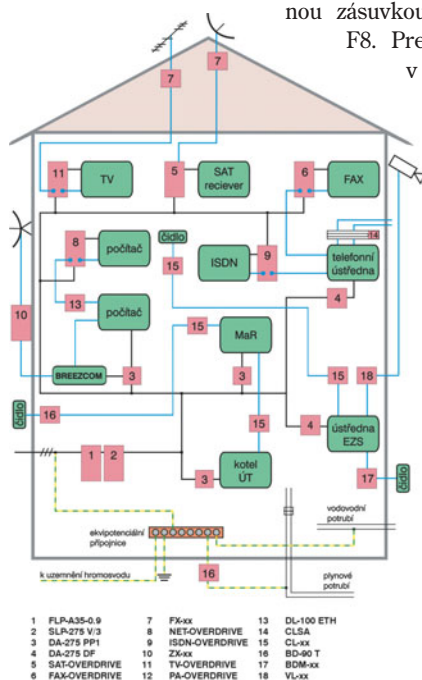 nou zásuvkou
F8. Pre
v
7
7
11
TV
5
SAT
reciever
6
FAX
8
počítač
čidlo
ISDN
9
14
telefonní
ústředna
15
4
13
počítač
10
15
MaR
BREEZCOM
3
3
15
18
čidlo
16
15
4
ústředna
EZS
1
2
3
kotel
ÚT
17
čidlo
ekvipotenciální
přípojnice
vodovodní
potrubí
k uzemnění hromosvodu
16
plynové
potrubí
1 FLP-A35-0.9
2 SLP-275 V/3
3 DA-275 PP1
4 DA-275 DF
5 SAT-OVERDRIVE
6 FAX-OVERDRIVE
7 FX-xx
8 NET-OVERDRIVE
9 ISDN-OVERDRIVE
10 ZX-xx
11 TV-OVERDRIVE
12 PA-OVERDRIVE
13 DL-100 ETH
14 CLSA
15 CL-xx
16 BD-90 T
17 BDM-xx
18 VL-xx